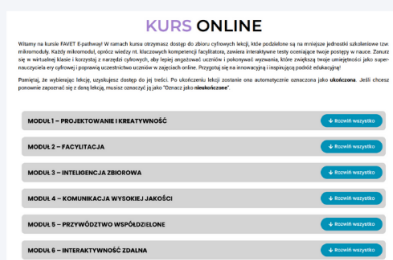 KURS ONLINE
Witamy na kursie FAVET E-pathway! W ramach kursu otrzymasz dostęp do zbioru cyfrowych lekcji, które podzielone są na mniejsze jednostki szkoleniowe tzw.
mikromoduły. Każdy mikromoduł, oprócz wiedzy nt. kluczowych kompetencji facylitatora, zawiera interaktywne testy oceniające twoje postępy w nauce. Zanurz
się w wirtualnej klasie i korzystaj z narzędzi cyfrowych, aby lepiej angażować uczniów i pokonywać wyzwania, które zwiększą twoje umiejętności jako super-
nauczyciela ery cyfrowej i poprawią uczestnictwo uczniów w zajęciach online. Przygotuj się na innowacyjną i inspirującą podróż edukacyjną!
Pamiętaj, że wybierając lekcję, uzyskujesz dostęp do jej treści. Po ukończeniu lekcji zostanie ona automatycznie oznaczona jako ukończona. Jeśli chcesz
ponownie zapoznać się z daną lekcją, musisz oznaczyć ją jako "Oznacz jako nieukończone".
MODUŁ 1 – PROJEKTOWANIE I KREATYWNOŚĆ Rozwiń wszystko
MODUŁ 2 – FACYLITACJA Rozwiń wszystko
MODUŁ 3 – INTELIGENCJA ZBIOROWA Rozwiń wszystko
MODUŁ 4 – KOMUNIKACJA WYSOKIEJ JAKOŚCI Rozwiń wszystko
MODUŁ 5 – PRZYWÓDZTWO WSPÓŁDZIELONE Rozwiń wszystko
MODUŁ 6 – INTERAKTYWNOŚĆ ZDALNA Rozwiń wszystko